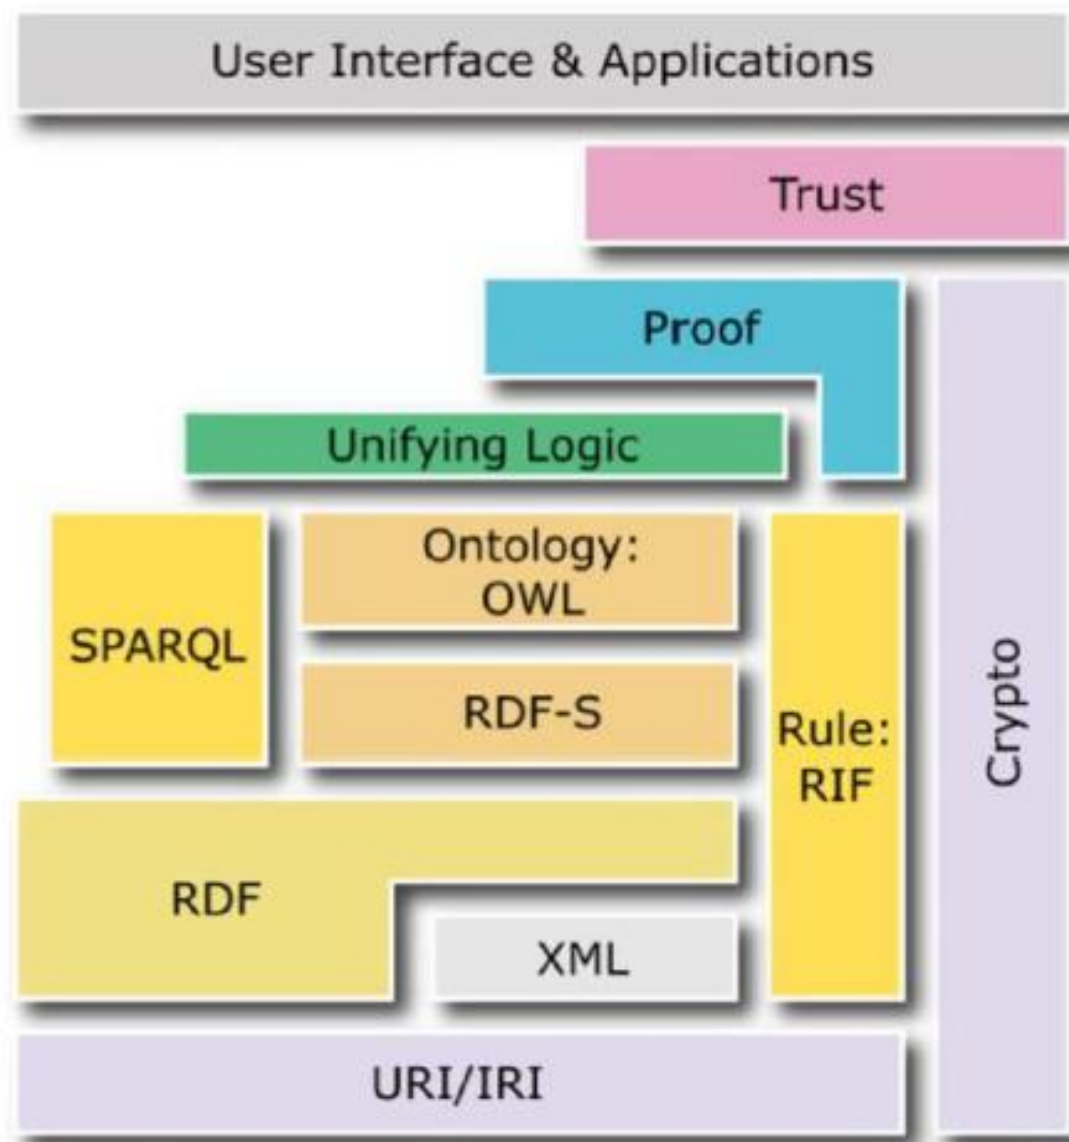 User Interface & Applications
Trust
Proof
Unifying Logic
Ontology:
OWL
SPARQL
RDF-S
Rule:
RIF
Crypto
RDF
XML
URI/IRI